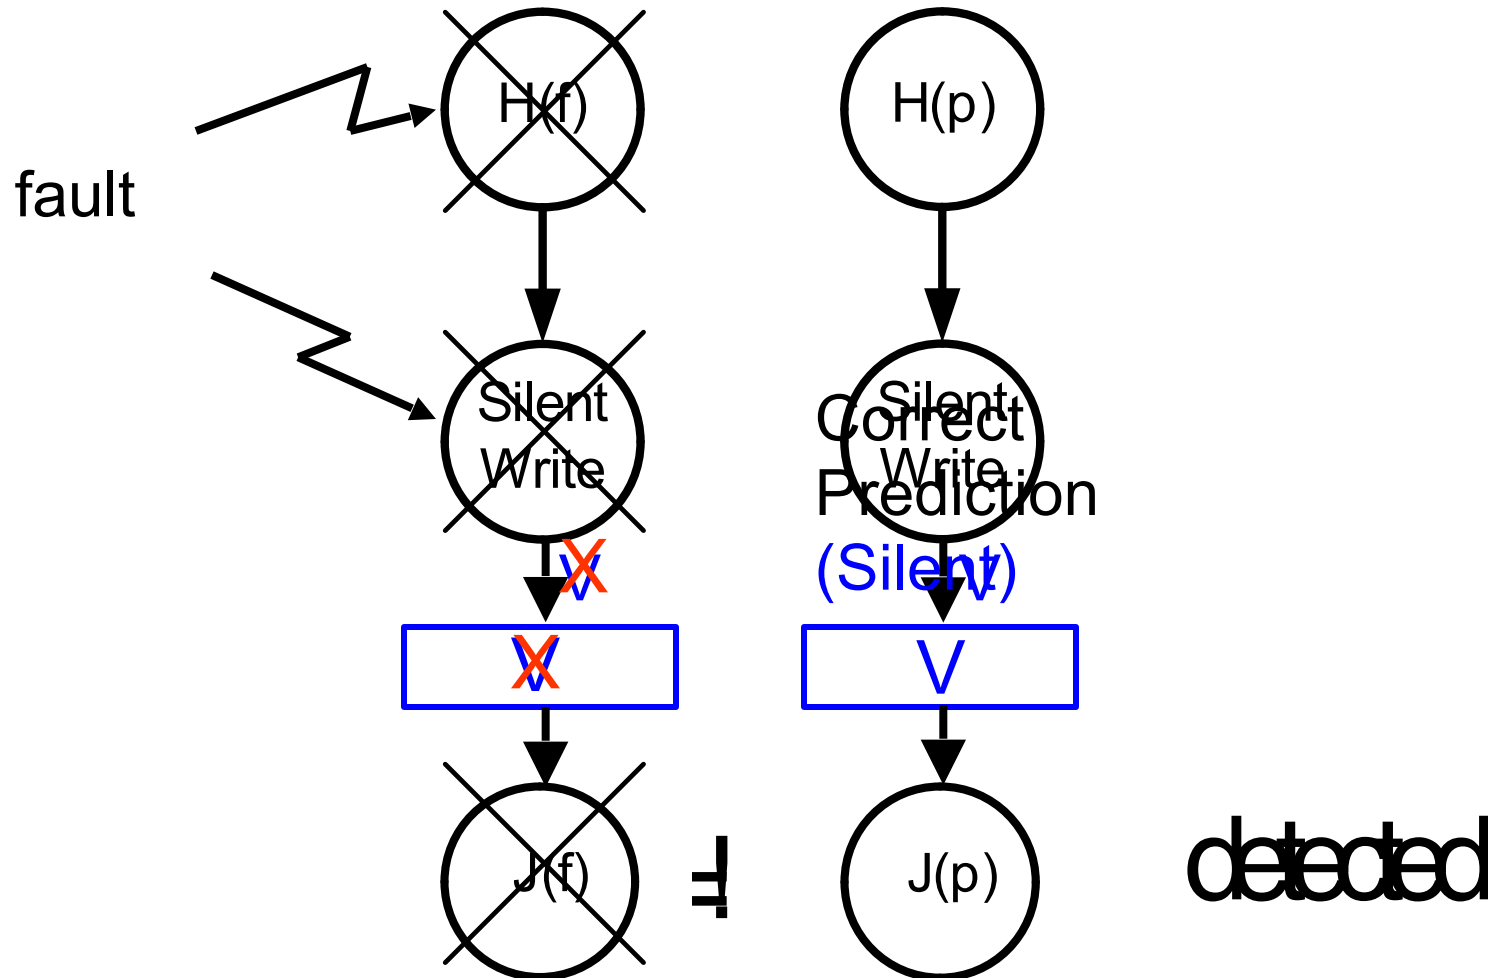 H(f)
H(p)
fault
Silent
Write
Silent
Write
Correct
Prediction
(Silent)
V
X
V
V
X
V
J(f)
!=
J(p)
detected